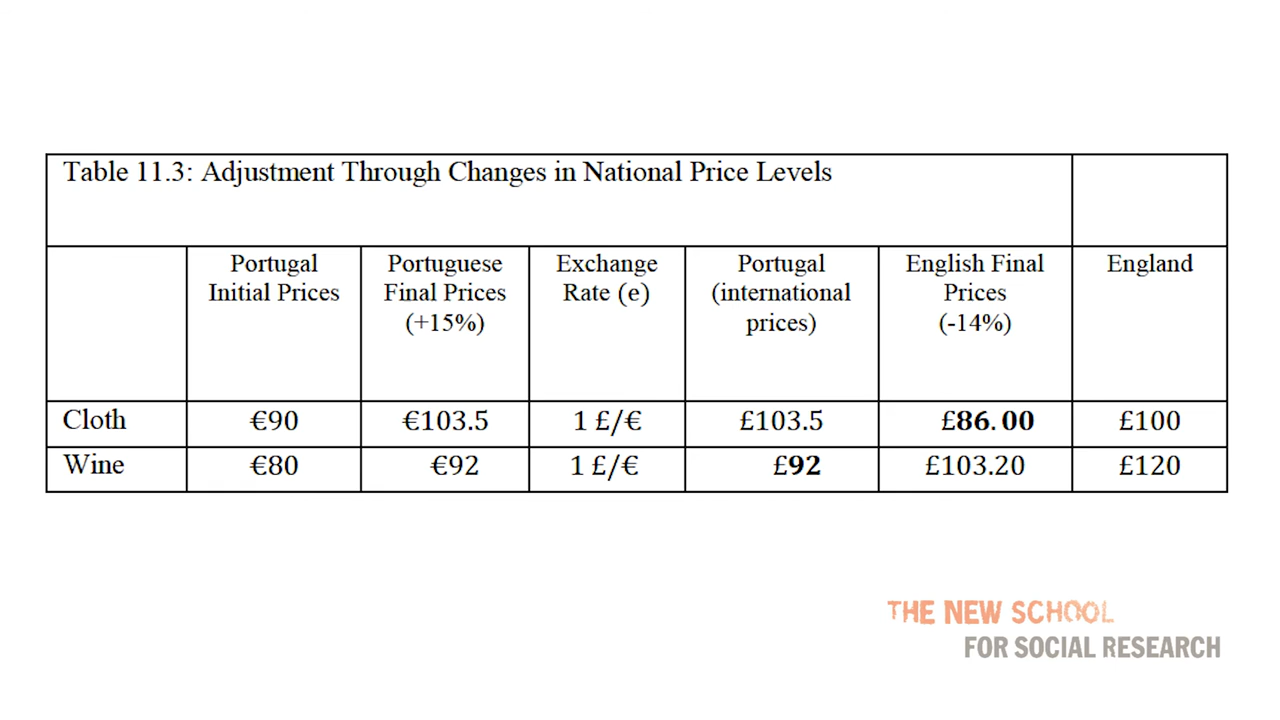 Table 11.3: Adjustment Through Changes in National Price Levels
Portugal Initial Prices Portuguese Final Prices (+15%) Exchange Rate (e) Portugal (international prices) English Final Prices (-14%) England
Cloth €90 €103.5 1 £/€ £103.5 £86.00 £100
Wine €80 €92 1 £/€ £92 £103.20 £120
THE NEW SCHOOL
FOR SOCIAL RESEARCH